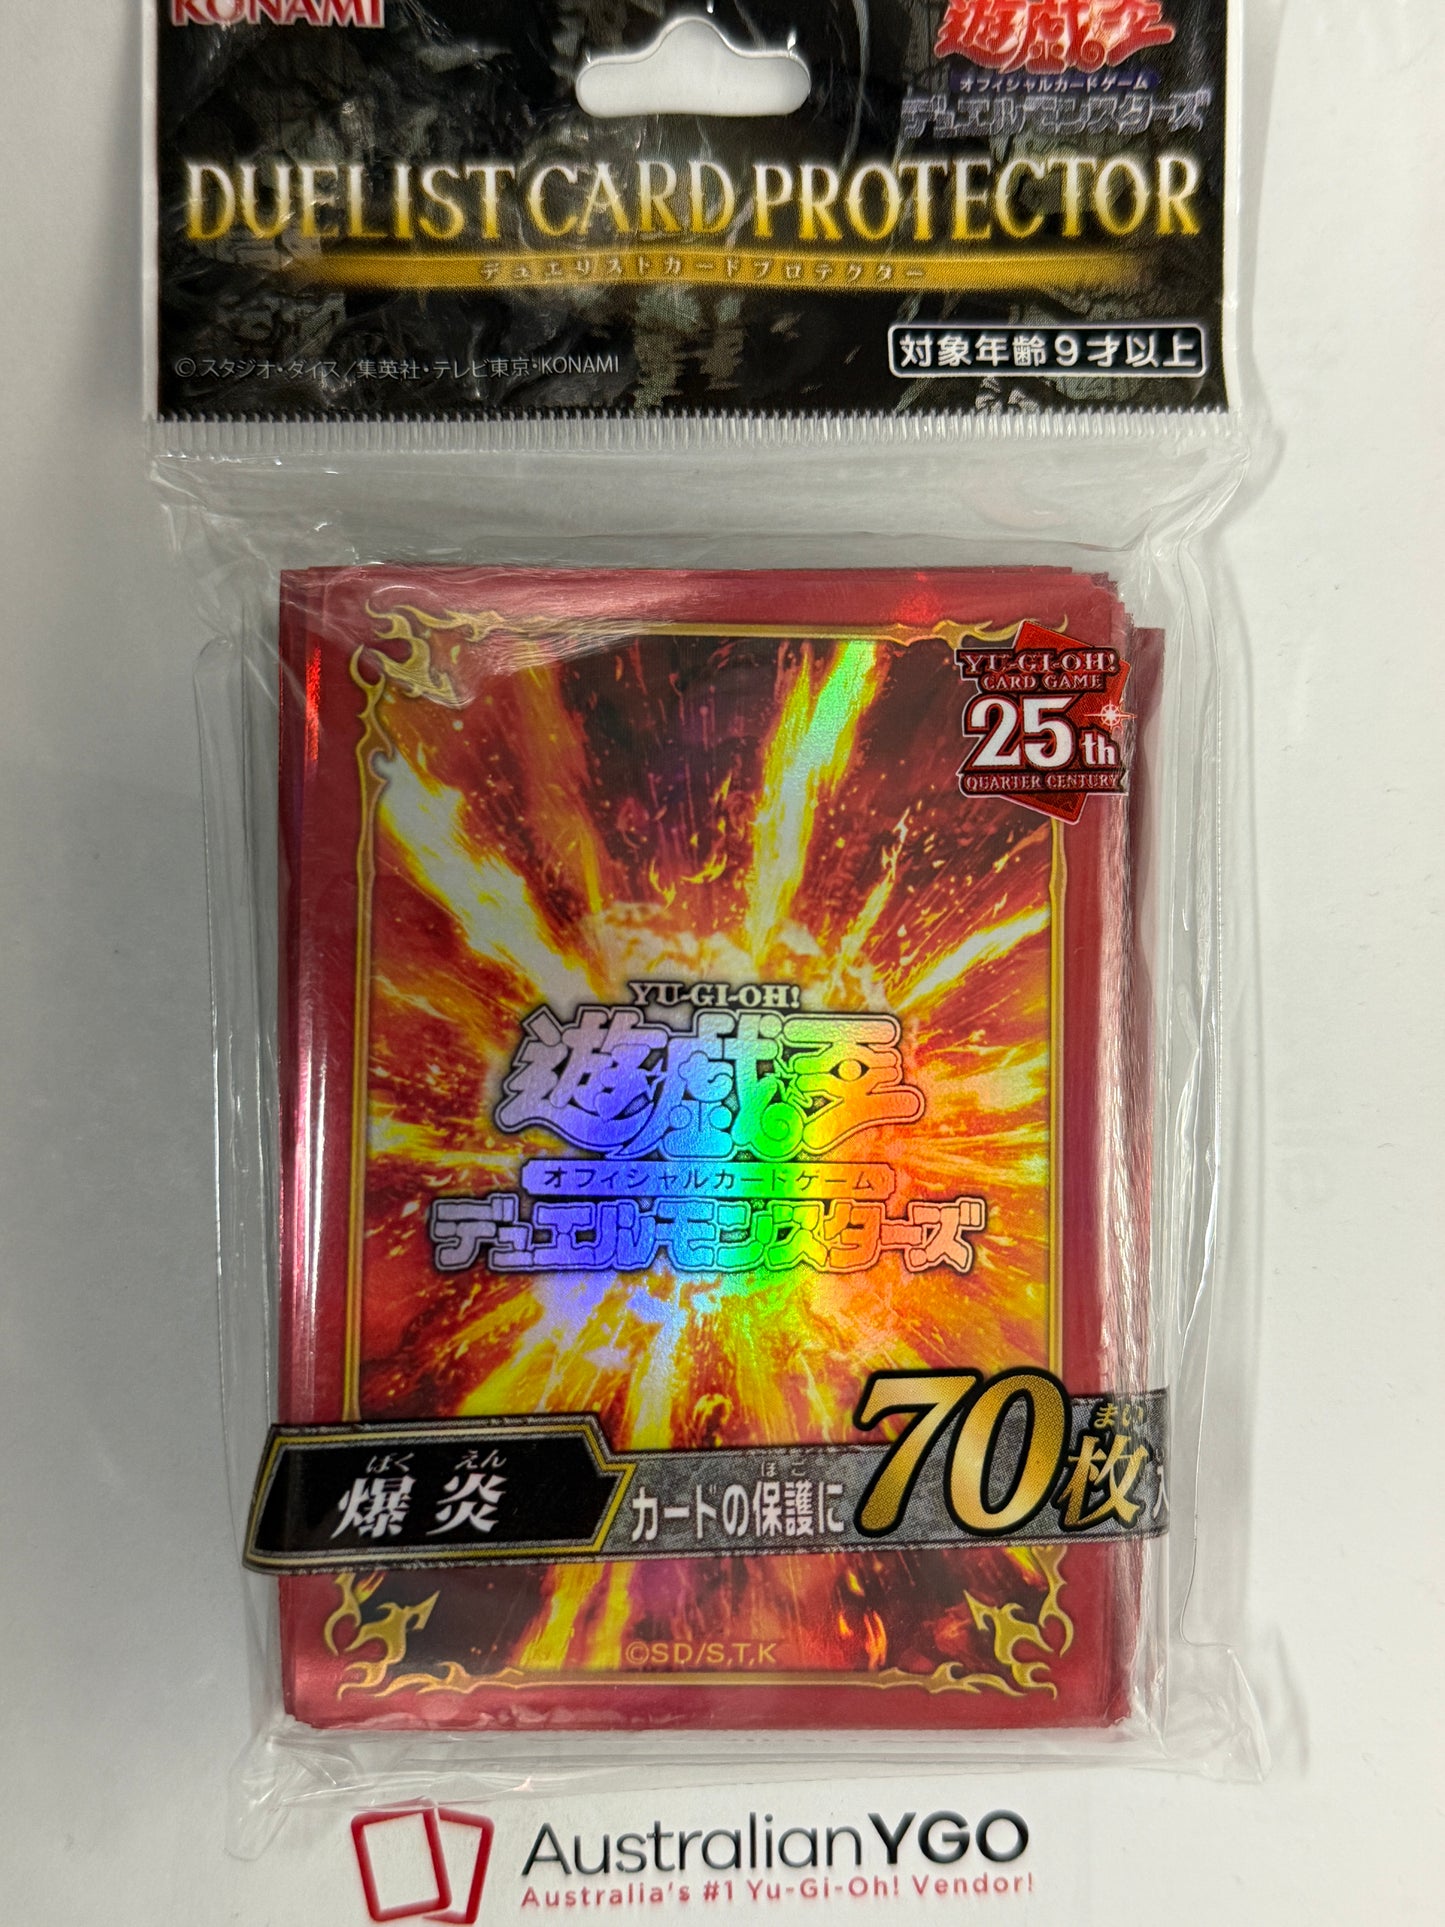 KONAMI
遊戯王
オフィシャルカードゲーム
デュエルモンスターズ
DUELIST CARD PROTECTOR
デュエリストカードプロテクター
©スタジオ・ダイス/集英社・テレビ東京・KONAMI
対象年齢9才以上
YU-GI-OH!
CARD GAME
25th
QUARTER CENTURY
YU-GI-OH!
遊戯王
オフィシャルカードゲーム
デュエルモンスターズ
ばくえん
爆炎
ほご
カードの保護に
まい
70枚入
©SD/S,T,K
AustralianYGO
Australia's #1 Yu-Gi-Oh! Vendor!